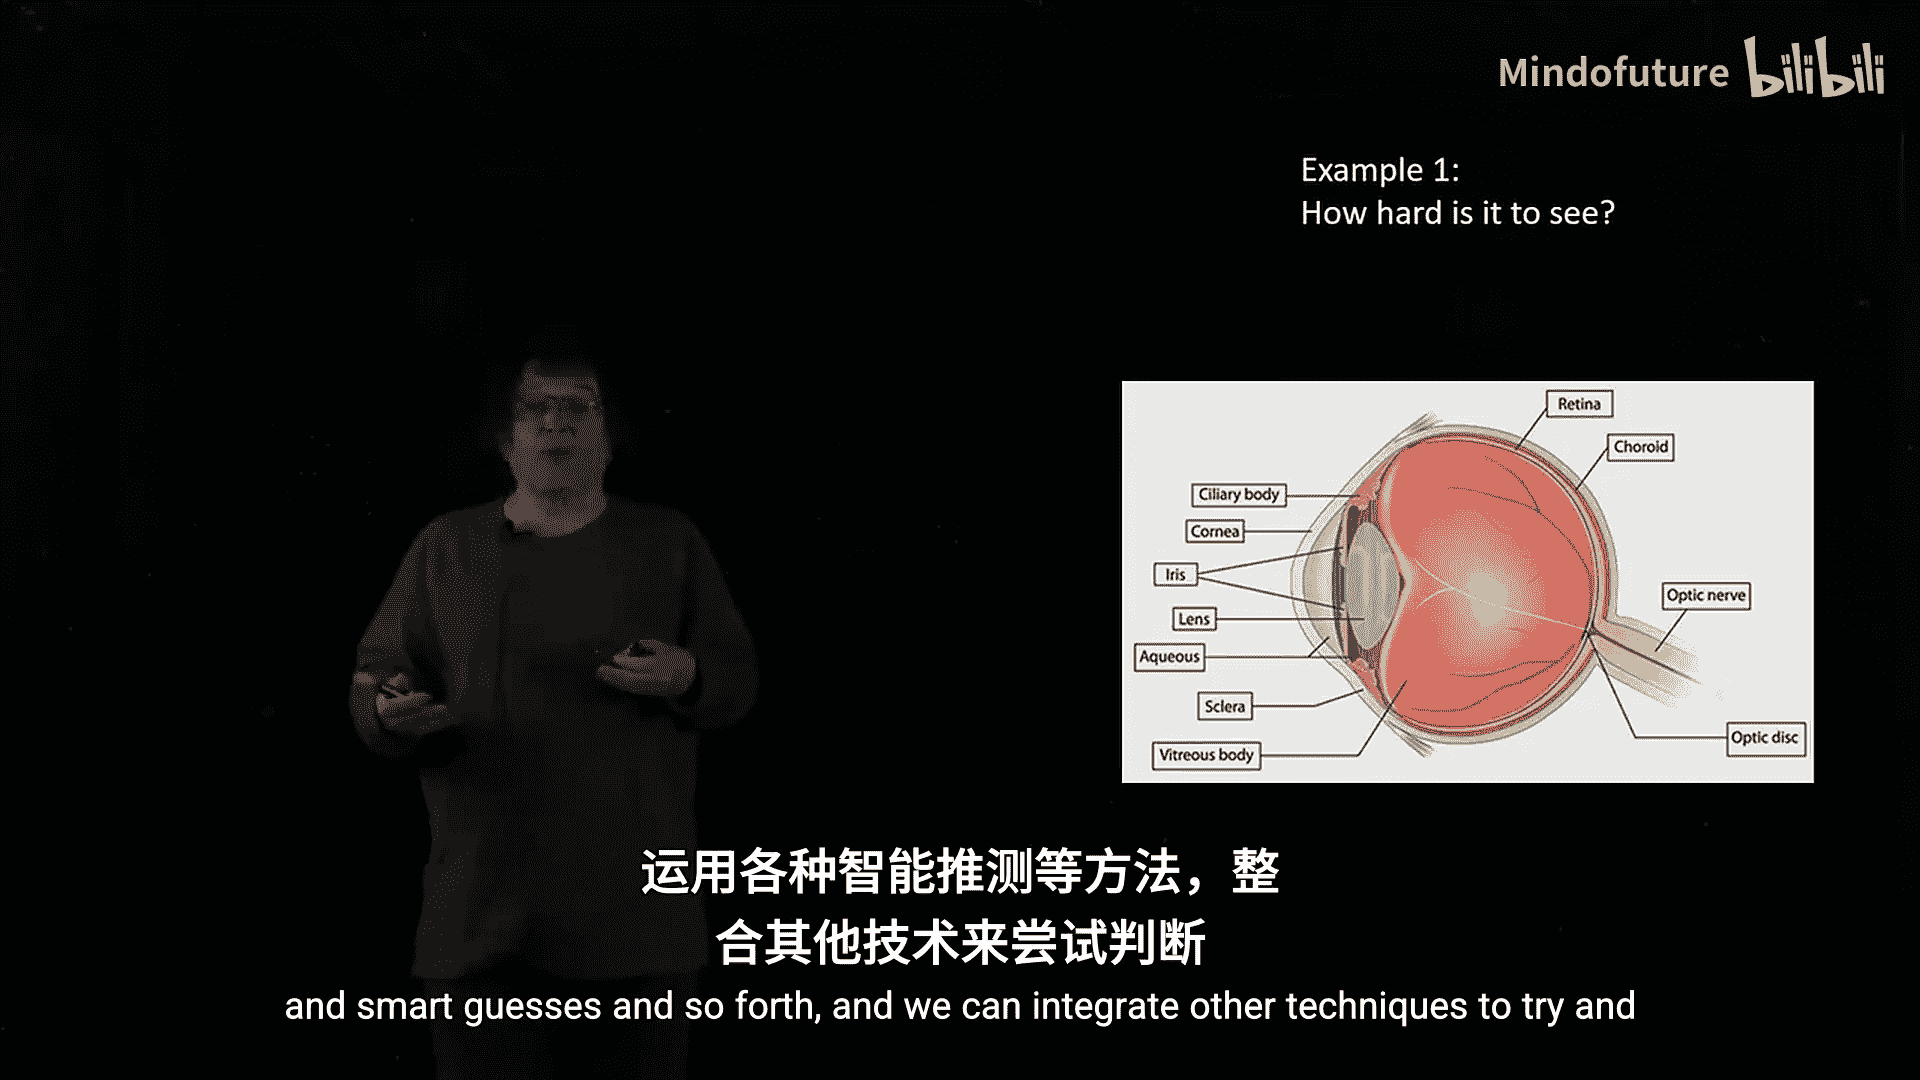 Mindofuture bilibili
Example 1:
How hard is it to see?
Retina
Choroid
Ciliary body
Cornea
Iris
Optic nerve
Lens
Aqueous
Sclera
Optic disc
Vitreous body
运用各种智能推测等方法，整
合其他技术来尝试判断
and smart guesses and so forth, and we can integrate other techniques to try and